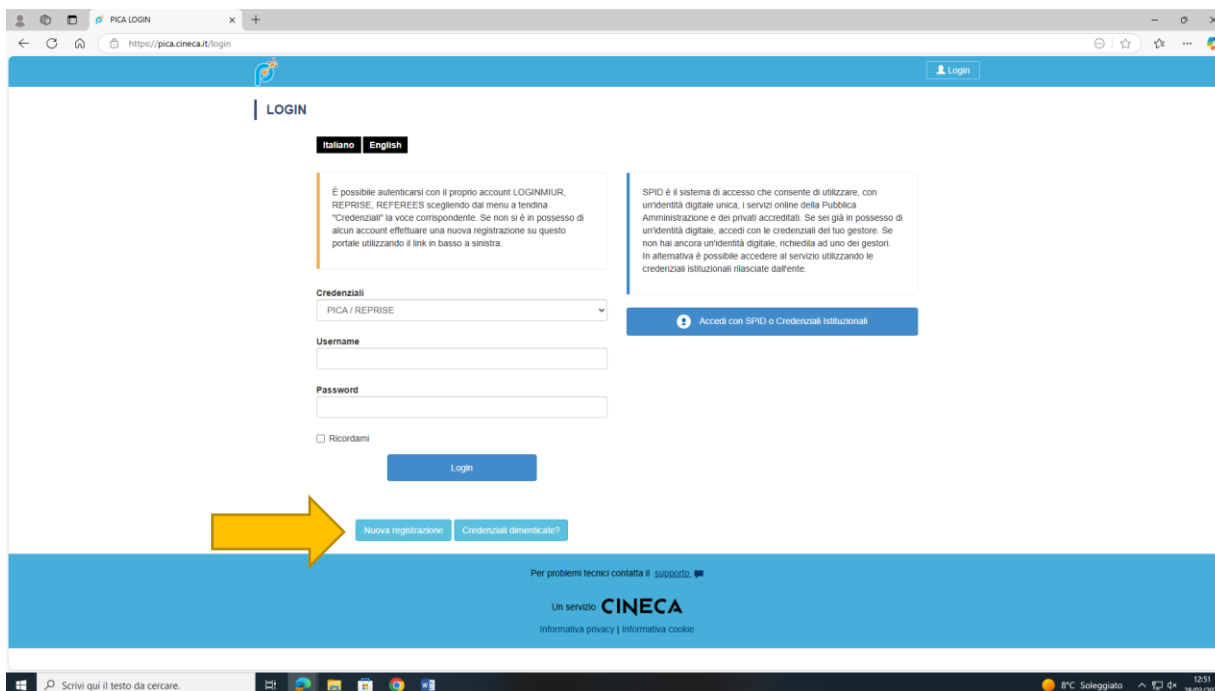 PICA LOGIN
https://pica.cineca.it/login
Login
LOGIN
Italiano English
È possibile autenticarsi con il proprio account LOGINMIUR,
REPRISE, REFEREES scegliendo dal menu a tendina
"Credenziali" la voce corrispondente. Se non si è in possesso di
alcun account effettuare una nuova registrazione su questo
portale utilizzando il link in basso a sinistra.
SPID è il sistema di accesso che consente di utilizzare, con
un'identità digitale unica, i servizi online della Pubblica
Amministrazione e dei privati accreditati. Se sei già in possesso di
un'identità digitale, accedi con le credenziali del tuo gestore. Se
non hai ancora un'identità digitale, richiedila ad uno dei gestori.
In alternativa è possibile accedere al servizio utilizzando le
credenziali istituzionali rilasciate dall'ente.
Credenziali
PICA / REPRISE
Accedi con SPID o Credenziali Istituzionali
Username
Password
Ricordami
Login
Nuova registrazione Credenziali dimenticate?
Per problemi tecnici contatta il supporto
Un servizio CINECA
Informativa privacy | Informativa cookie
Scrivi qui il testo da cercare.
8°C Soleggiato
12:51